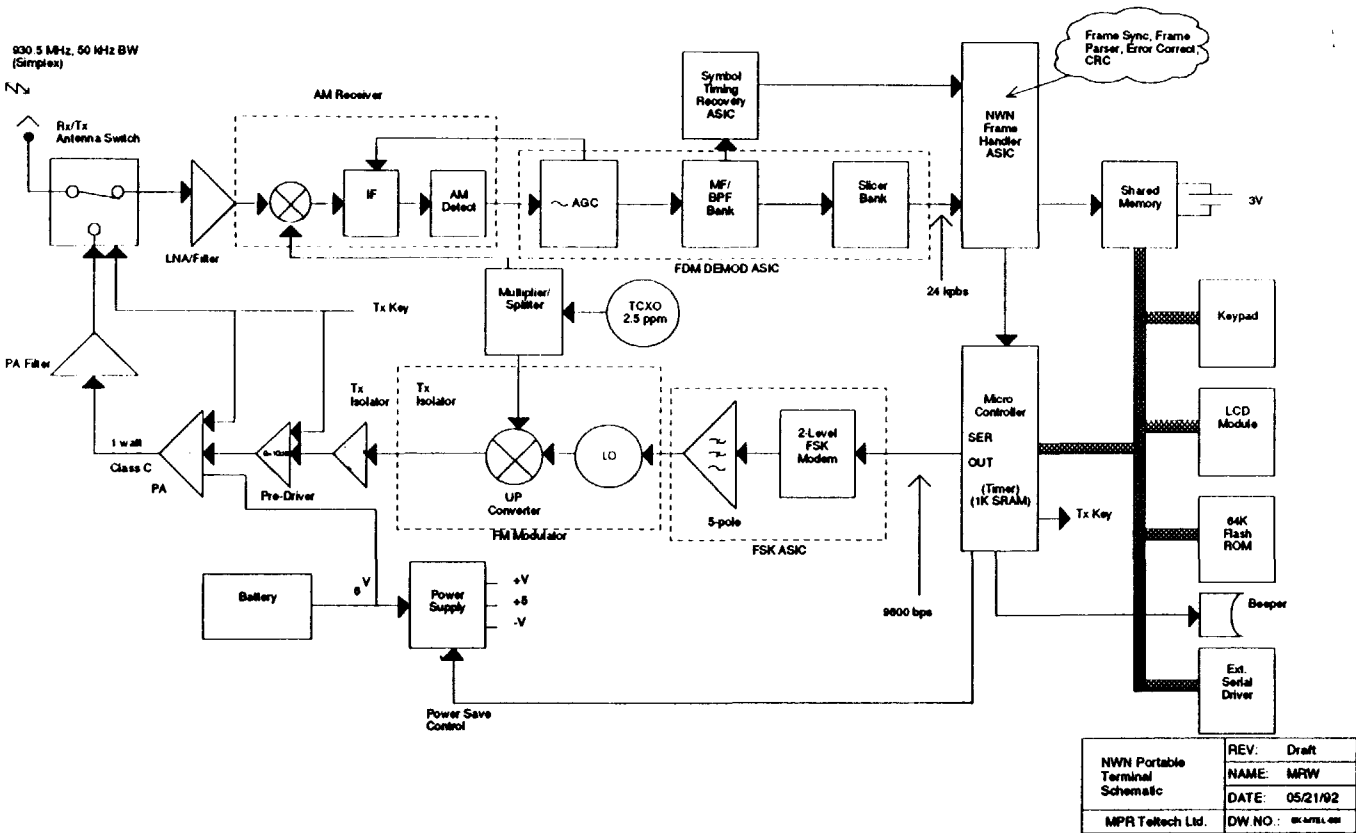 930.5 MHz, 50 kHz BW
(Simplex)
Rx/Tx
Antenna Switch
LNA/Filter
AM Receiver
IF
AM
Detect
AGC
MF/
BPF
Bank
Slicer
Bank
FDM DEMOD ASIC
Symbol
Timing
Recovery
ASIC
NWN
Frame
Handler
ASIC
Frame Sync, Frame
Parser, Error Correct,
CRC
Shared
Memory
3V
24 kpbs
Multiplier/
Splitter
TCXO
2.5 ppm
Tx Key
PA Filter
1 watt
Class C
PA
Pre-Driver
Tx
Isolator
Tx
Isolator
UP
Converter
LO
FM Modulator
5-pole
2-Level
FSK
Modem
FSK ASIC
9600 bps
Micro
Controller
SER
OUT
(Timer)
(1K SRAM)
Tx Key
Keypad
LCD
Module
64K
Flash
ROM
Beeper
Ext.
Serial
Driver
Battery
6 V
Power
Supply
+V
+5
-V
Power Save
Control
NWN Portable
Terminal
Schematic
MPR Teltech Ltd.
REV: Draft
NAME: MRW
DATE: 05/21/92
DW.NO.: